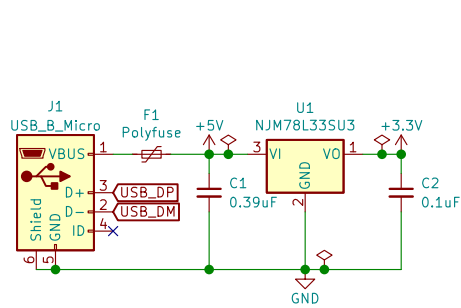 J1
USB_B_Micro
VBUS 1
D+ 3
D- 2
ID 4
Shield
GND
6
5
USB_DP
USB_DM
F1
Polyfuse
+5V
C1
0.39uF
U1
NJM78L33SU3
3 VI
VO 1
GND
2
+3.3V
C2
0.1uF
GND